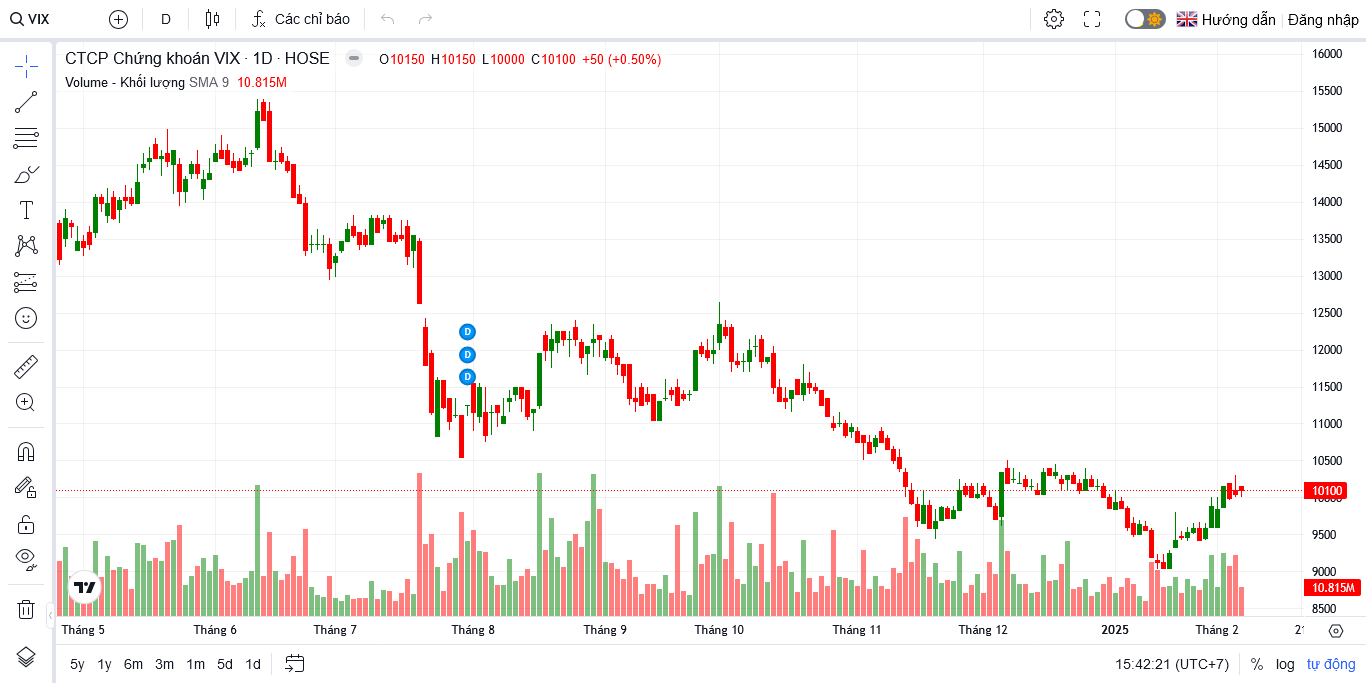 VIX D Các chỉ báo Hướng dẫn Đăng nhập
CTCP Chứng khoán VIX · 1D · HOSE O10150 H10150 L10000 C10100 +50 (+0.50%)
Volume - Khối lượng SMA 9 10.815M
16000
15500
15000
14500
14000
13500
13000
12500
D
12000
D
D
11500
11000
10500
10100
10000
9500
9000
10.815M
8500
Tháng 5 Tháng 6 Tháng 7 Tháng 8 Tháng 9 Tháng 10 Tháng 11 Tháng 12 2025 Tháng 2
5y 1y 6m 3m 1m 5d 1d 15:42:21 (UTC+7) % log tự động